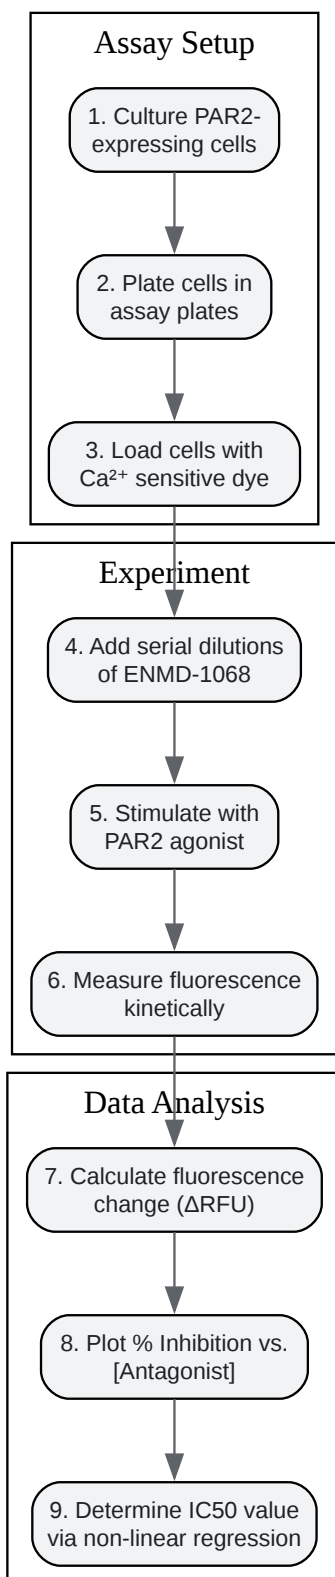 Assay Setup
1. Culture PAR2-
expressing cells
2. Plate cells in
assay plates
3. Load cells with
Ca²⁺ sensitive dye
Experiment
4. Add serial dilutions
of ENMD-1068
5. Stimulate with
PAR2 agonist
6. Measure fluorescence
kinetically
Data Analysis
7. Calculate fluorescence
change (ΔRFU)
8. Plot % Inhibition vs.
[Antagonist]
9. Determine IC50 value
via non-linear regression